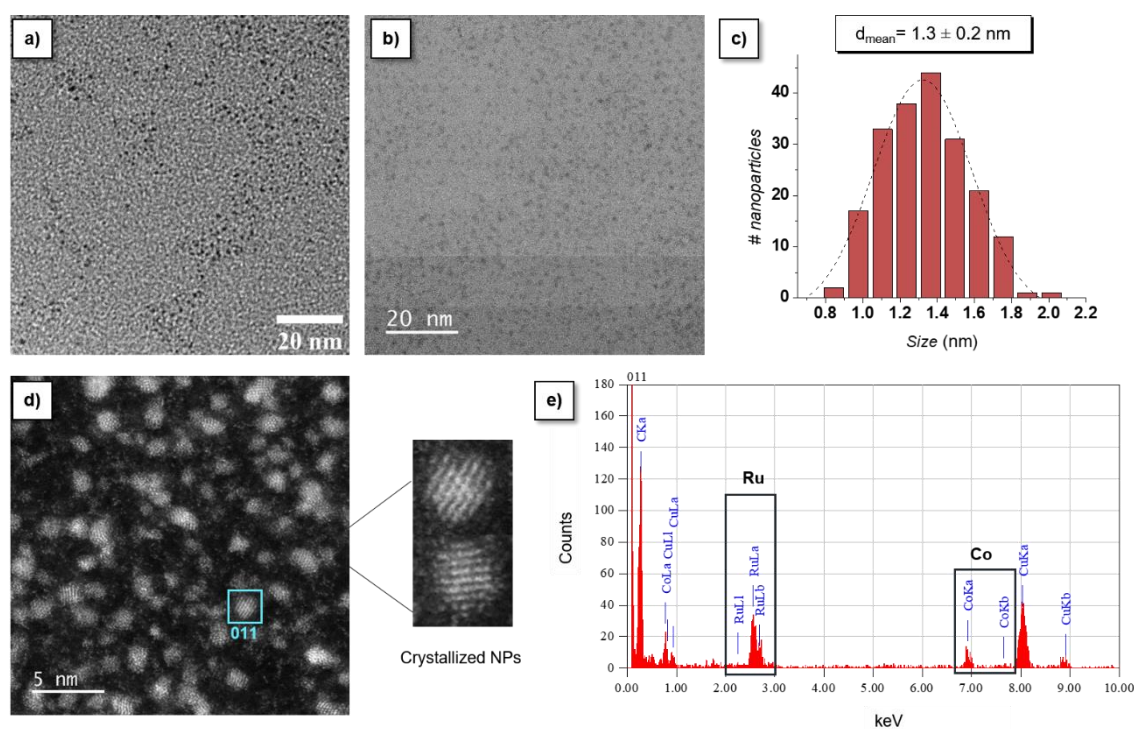 a)
20 nm
b)
20 nm
c)
dmean= 1.3 ± 0.2 nm
# nanoparticles
40
30
20
10
0
0.8 1.0 1.2 1.4 1.6 1.8 2.0 2.2
Size (nm)
d)
011
5 nm
Crystallized NPs
e)
011
180
160
140
120
100
80
60
40
20
0
Counts
CKa
CoLa
CuLl
CuLa
Ru
RuLl
RuLa
RuLb
Co
CoKa
CoKb
CuKa
CuKb
0.00 1.00 2.00 3.00 4.00 5.00 6.00 7.00 8.00 9.00 10.00
keV